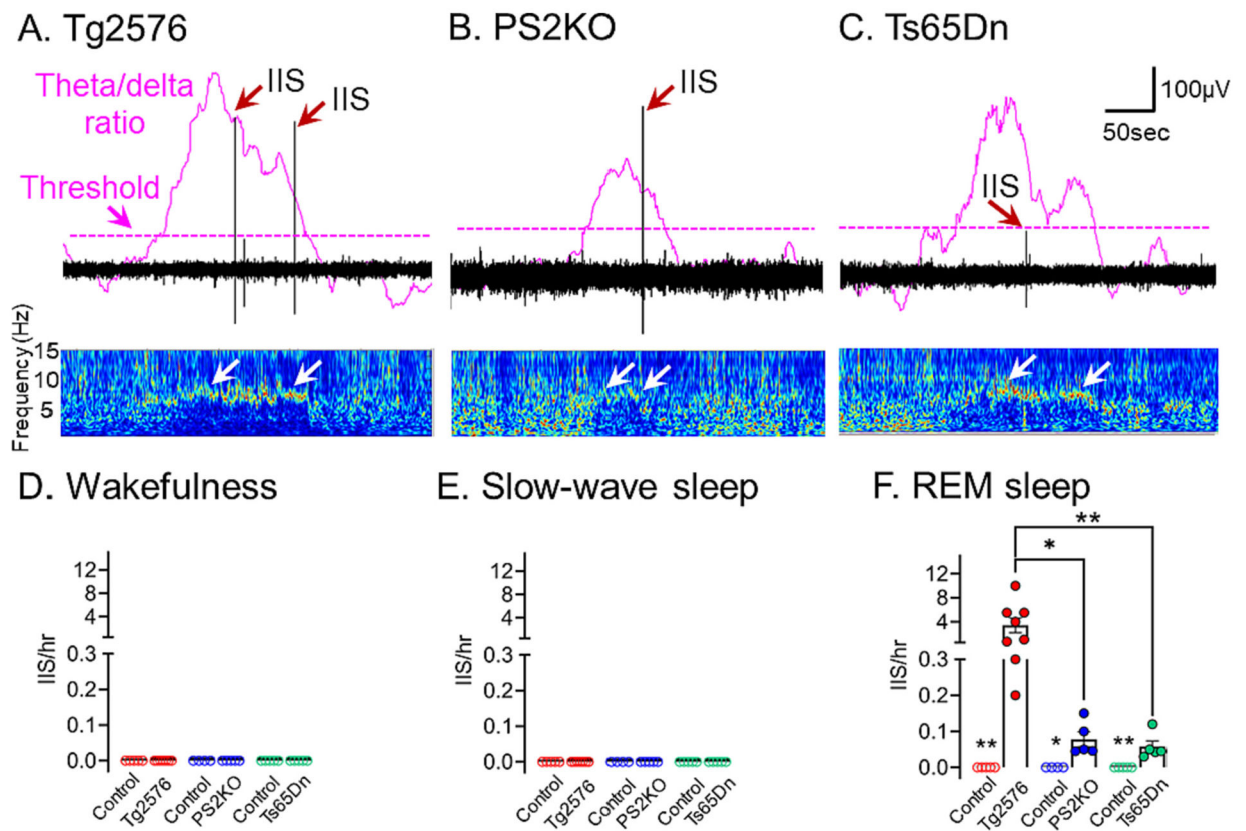 A. Tg2576
B. PS2KO
C. Ts65Dn
Theta/delta
ratio
IIS
IIS
IIS
IIS
100µV
50sec
Threshold
Frequency(Hz)
15
10
5
D. Wakefulness
E. Slow-wave sleep
F. REM sleep
IIS/hr
12
8
4
0.3
0.2
0.1
0.0
Control
Tg2576
Control
PS2KO
Control
Ts65Dn
IIS/hr
12
8
4
0.3
0.2
0.1
0.0
Control
Tg2576
Control
PS2KO
Control
Ts65Dn
**
*
IIS/hr
12
8
4
0.3
0.2
0.1
0.0
**
*
**
Control
Tg2576
Control
PS2KO
Control
Ts65Dn